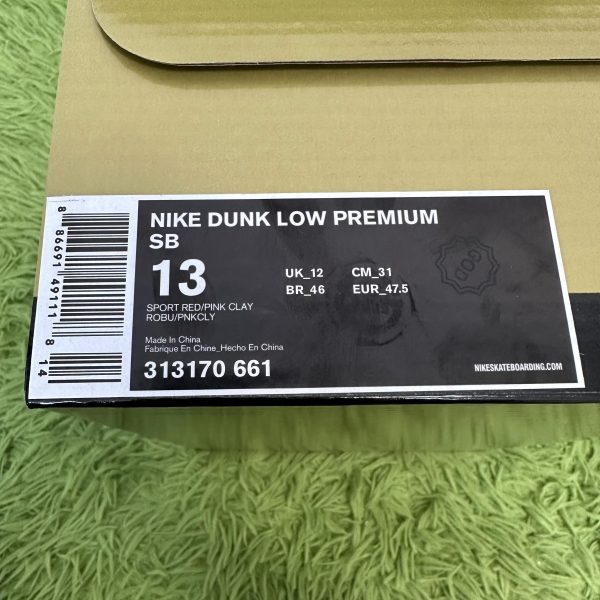 NIKE DUNK LOW PREMIUM
SB
13
UK_12 CM_31
BR_46 EUR_47.5
SPORT RED/PINK CLAY
ROBU/PNKCLY
Made In China
Fabrique En Chine_Hecho En China
313170 661
NIKESKATEBOARDING.COM
8 86691 49111 8 14